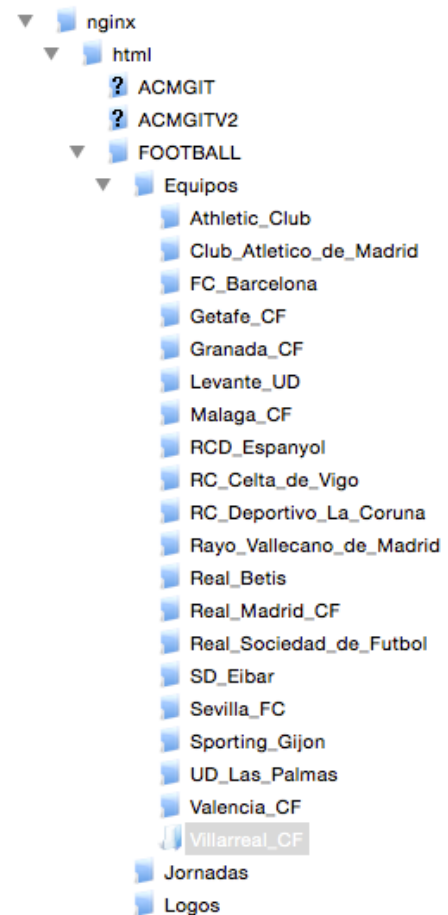 nginx
html
ACMGIT
ACMGITV2
FOOTBALL
Equipos
Athletic_Club
Club_Atletico_de_Madrid
FC_Barcelona
Getafe_CF
Granada_CF
Levante_UD
Malaga_CF
RCD_Espanyol
RC_Celta_de_Vigo
RC_Deportivo_La_Coruna
Rayo_Vallecano_de_Madrid
Real_Betis
Real_Madrid_CF
Real_Sociedad_de_Futbol
SD_Eibar
Sevilla_FC
Sporting_Gijon
UD_Las_Palmas
Valencia_CF
Villarreal_CF
Jornadas
Logos